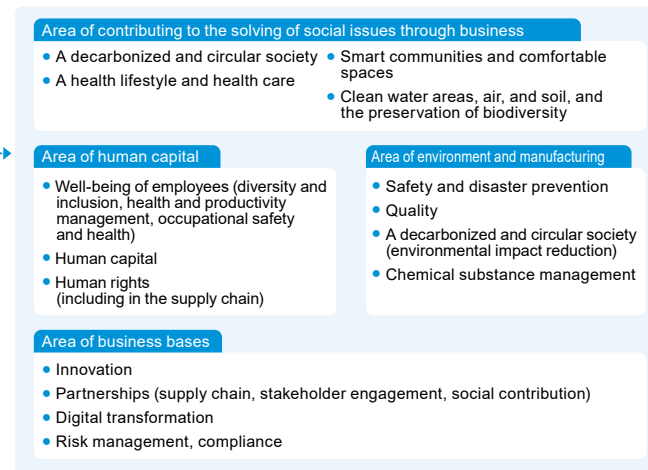 Area of contributing to the solving of social issues through business
• A decarbonized and circular society
• A health lifestyle and health care
• Smart communities and comfortable
spaces
• Clean water areas, air, and soil, and
the preservation of biodiversity
Area of human capital
• Well-being of employees (diversity and
inclusion, health and productivity
management, occupational safety
and health)
• Human capital
• Human rights
(including in the supply chain)
Area of environment and manufacturing
• Safety and disaster prevention
• Quality
• A decarbonized and circular society
(environmental impact reduction)
• Chemical substance management
Area of business bases
• Innovation
• Partnerships (supply chain, stakeholder engagement, social contribution)
• Digital transformation
• Risk management, compliance